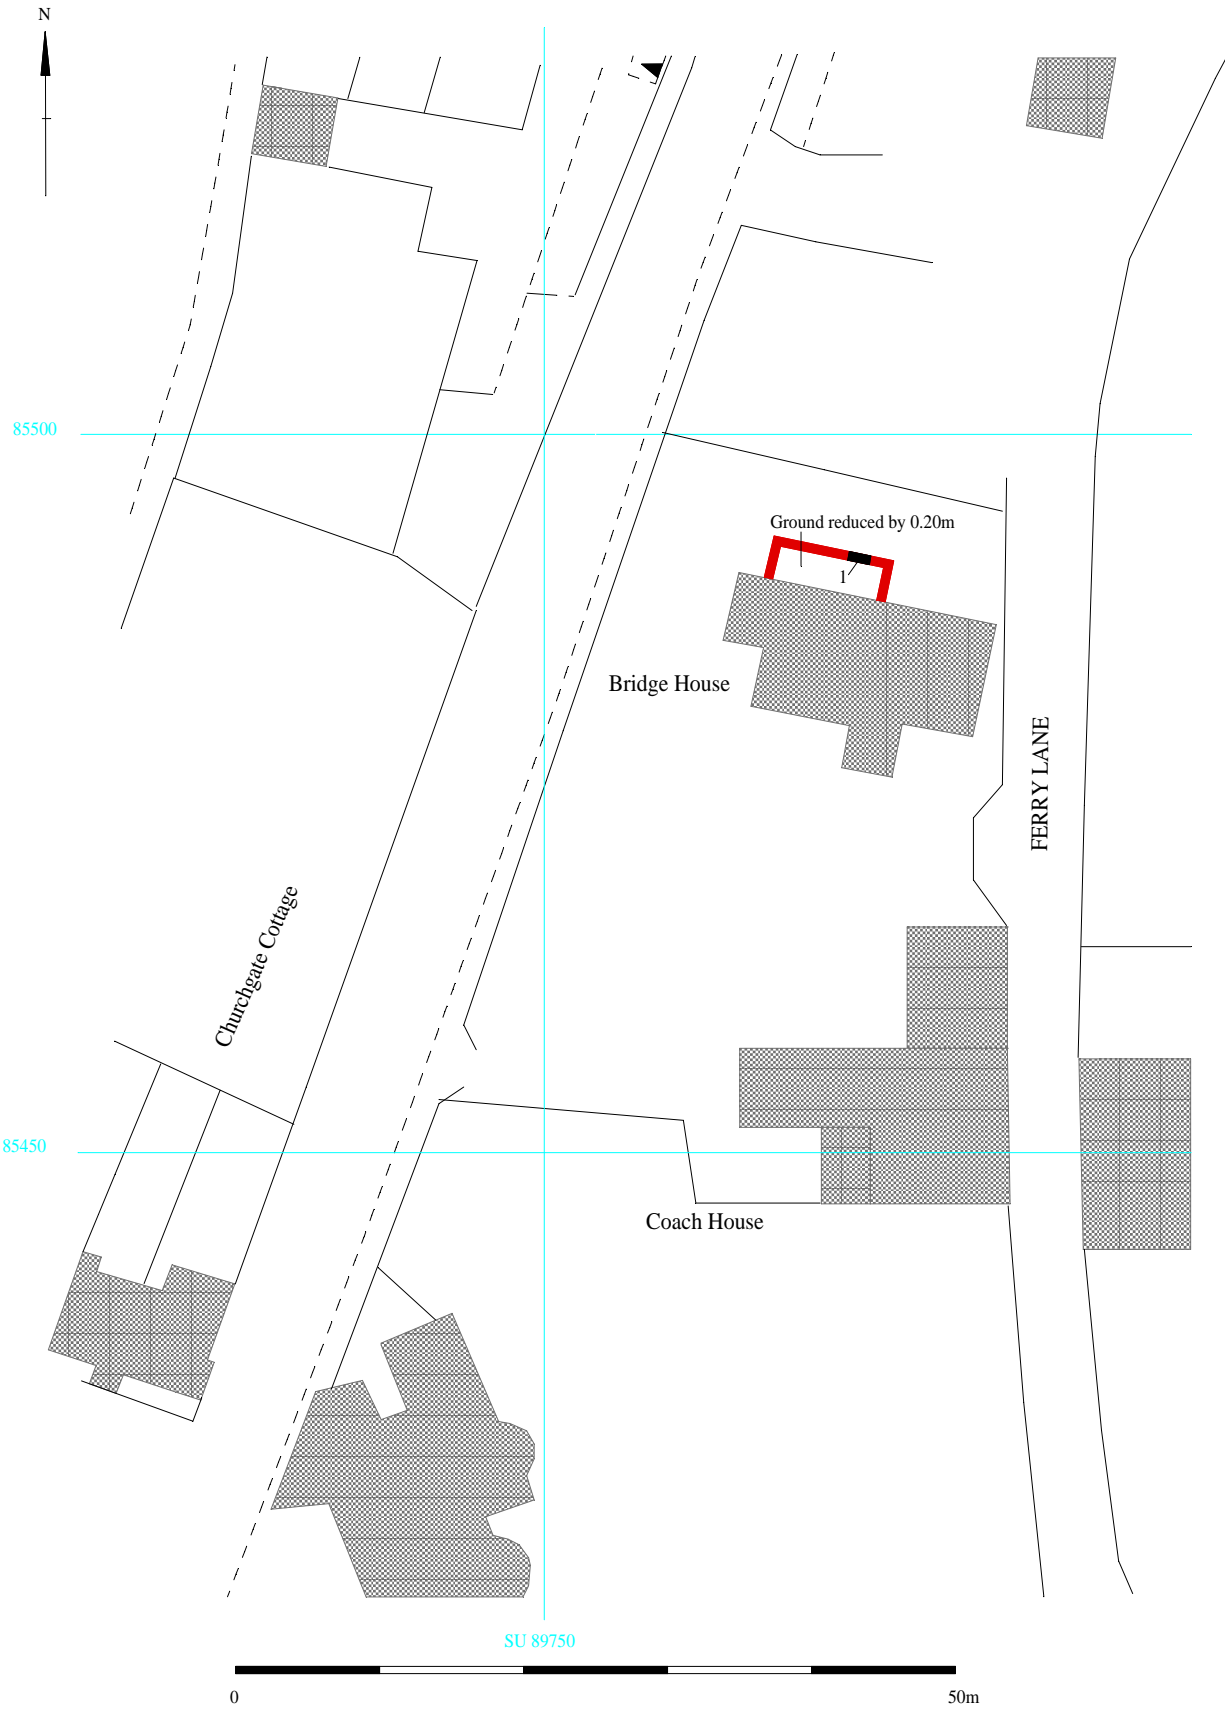 N
85500
Ground reduced by 0.20m
1
Bridge House
FERRY LANE
Churchgate Cottage
85450
Coach House
SU 89750
0
50m